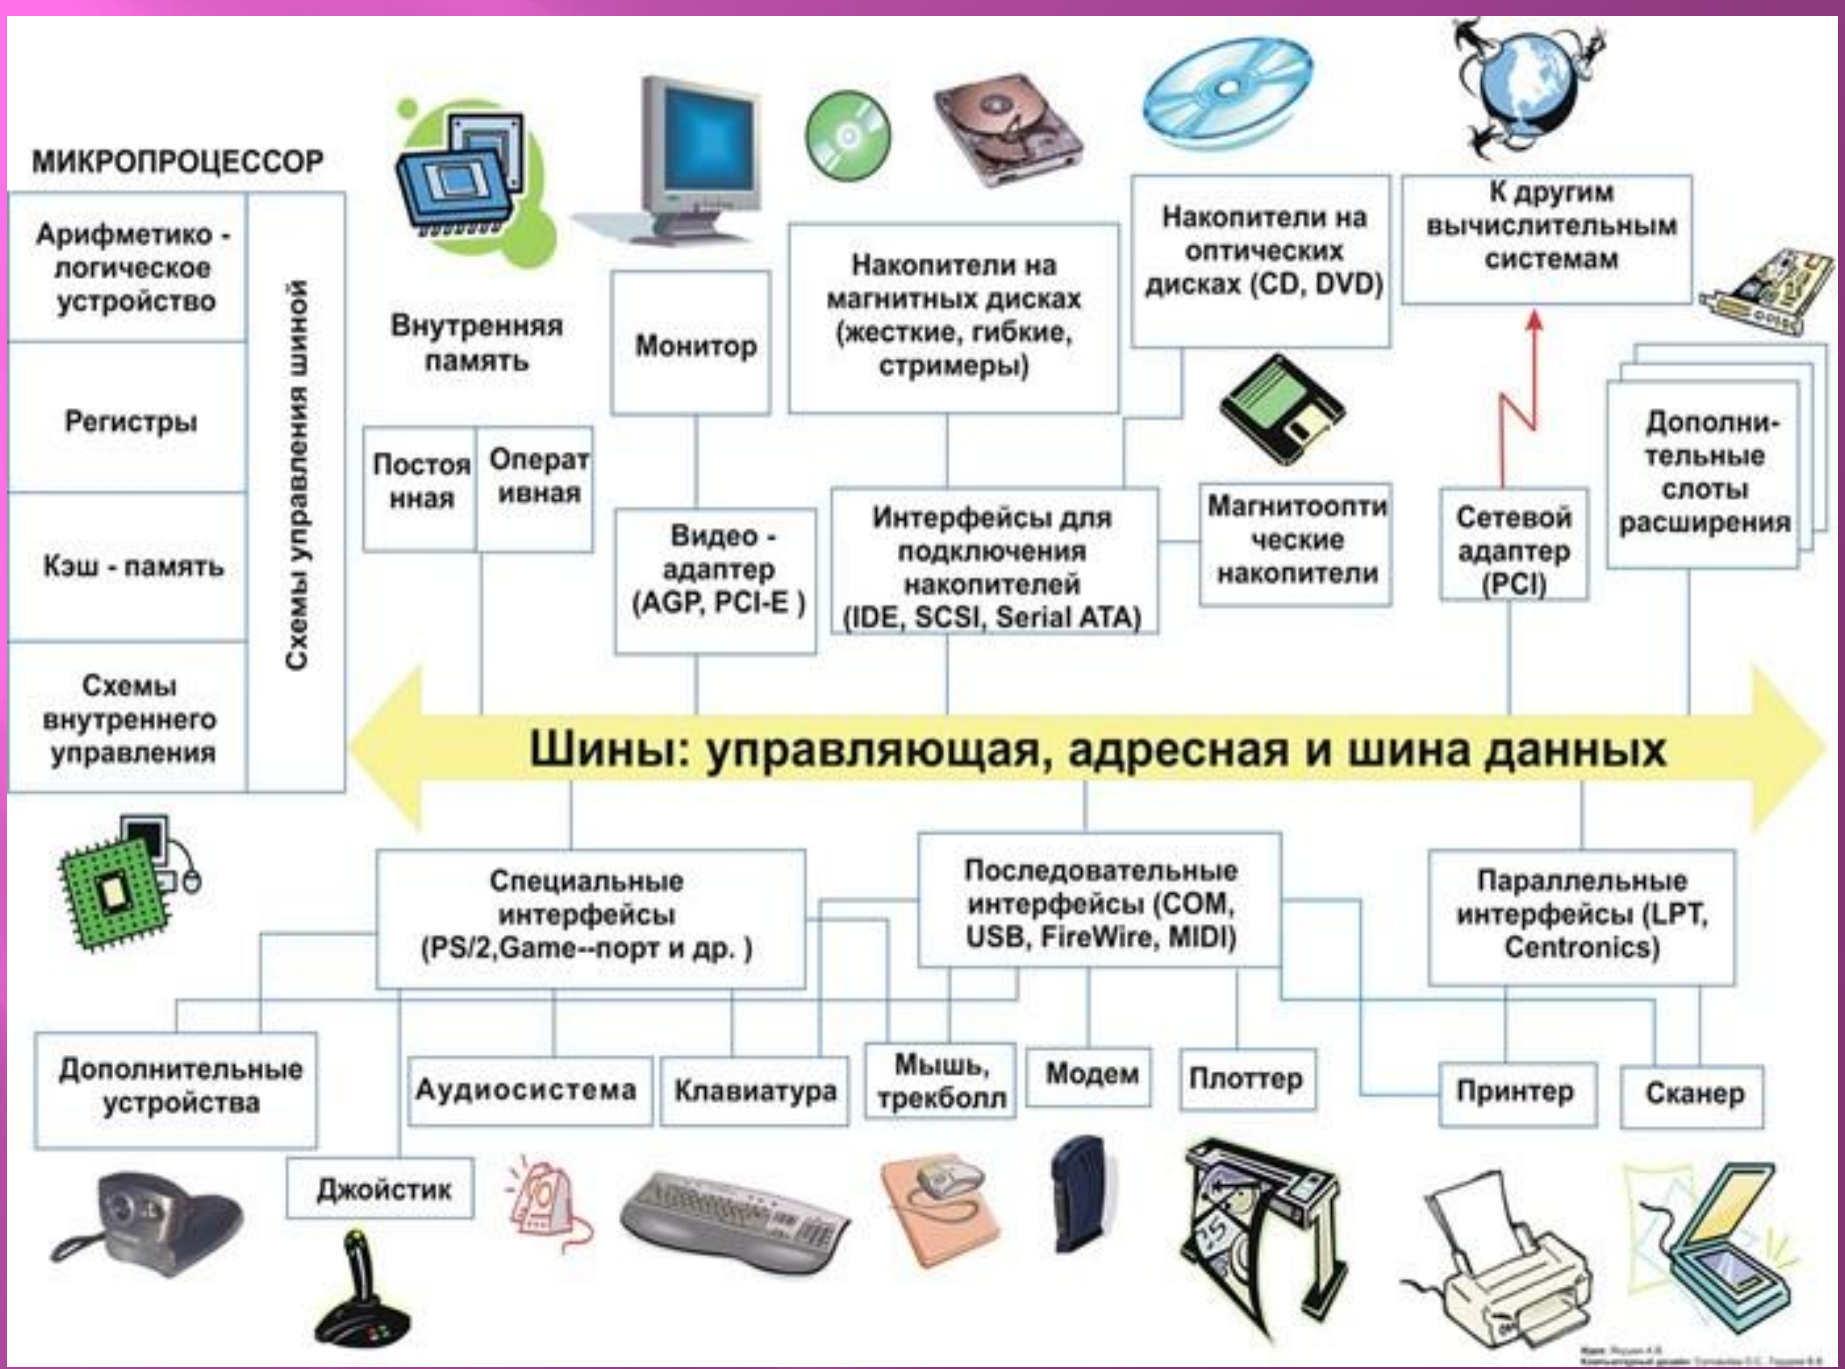 МИКРОПРОЦЕССОР
Арифметико -
логическое
устройство
Регистры
Кэш - память
Схемы
внутреннего
управления
Схемы управления шиной
Внутренняя
память
Постоя
нная
Операт
ивная
Монитор
Видео -
адаптер
(AGP, PCI-E )
Накопители на
магнитных дисках
(жесткие, гибкие,
стримеры)
Накопители на
оптических
дисках (CD, DVD)
Интерфейсы для
подключения
накопителей
(IDE, SCSI, Serial ATA)
Магнитоопти
ческие
накопители
К другим
вычислительным
системам
Сетевой
адаптер
(PCI)
Дополни-
тельные
слоты
расширения
Шины: управляющая, адресная и шина данных
Специальные
интерфейсы
(PS/2,Game--порт и др. )
Последовательные
интерфейсы (COM,
USB, FireWire, MIDI)
Параллельные
интерфейсы (LPT,
Centronics)
Дополнительные
устройства
Джойстик
Аудиосистема
Клавиатура
Мышь,
трекболл
Модем
Плоттер
Принтер
Сканер